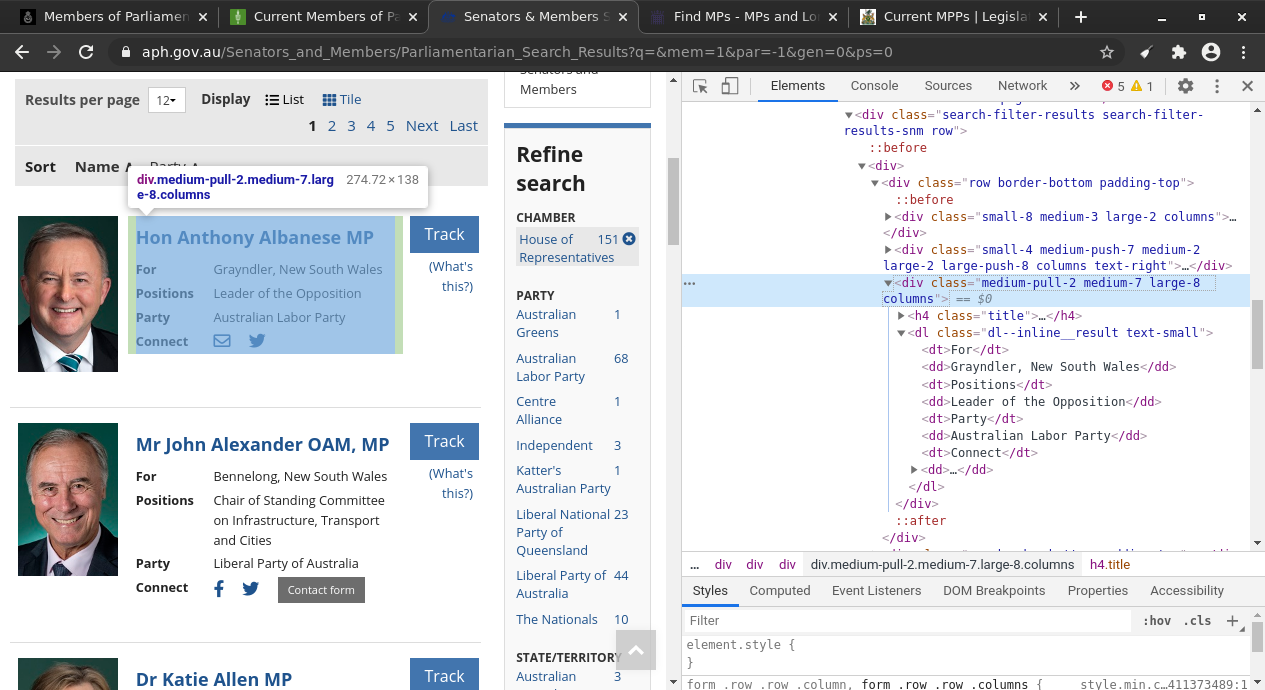 Members of Parliamen
Current Members of Pa
Senators & Members S
Find MPs - MPs and Lo
Current MPPs | Legisla
aph.gov.au/Senators_and_Members/Parliamentarian_Search_Results?q=&mem=1&par=-1&gen=0&ps=0
Results per page 12 Display List Tile
1 2 3 4 5 Next Last
Sort Name Party
div.medium-pull-2.medium-7.larg
e-8.columns
274.72 × 138
Hon Anthony Albanese MP
For Grayndler, New South Wales
Positions Leader of the Opposition
Party Australian Labor Party
Connect
Track
(What's
this?)
Mr John Alexander OAM, MP
For Bennelong, New South Wales
Positions Chair of Standing Committee
on Infrastructure, Transport
and Cities
Party Liberal Party of Australia
Connect Contact form
Track
(What's
this?)
Dr Katie Allen MP
Track
Senators and
Members
Refine
search
CHAMBER
House of 151
Representatives
PARTY
Australian 1
Greens
Australian 68
Labor Party
Centre 1
Alliance
Independent 3
Katter's 1
Australian Party
Liberal National 23
Party of
Queensland
Liberal Party of 44
Australia
The Nationals 10
STATE/TERRITORY
Australian 3
Elements Console Sources Network » 5 1
▼<div class="search-filter-results search-filter-
results-snm row">
::before
▼<div>
▼<div class="row border-bottom padding-top">
::before
▶<div class="small-8 medium-3 large-2 columns">…
</div>
▶<div class="small-4 medium-push-7 medium-2
large-2 large-push-8 columns text-right">…</div>
… ▼<div class="medium-pull-2 medium-7 large-8
columns"> == $0
▶<h4 class="title">…</h4>
▼<dl class="dl--inline__result text-small">
<dt>For</dt>
<dd>Grayndler, New South Wales</dd>
<dt>Positions</dt>
<dd>Leader of the Opposition</dd>
<dt>Party</dt>
<dd>Australian Labor Party</dd>
<dt>Connect</dt>
▶<dd>…</dd>
</dl>
</div>
::after
</div>
… div div div div.medium-pull-2.medium-7.large-8.columns h4.title
Styles Computed Event Listeners DOM Breakpoints Properties Accessibility
Filter :hov .cls +
element.style {
}
form .row .row .column, form .row .row .columns { style.min.c…411373489:1